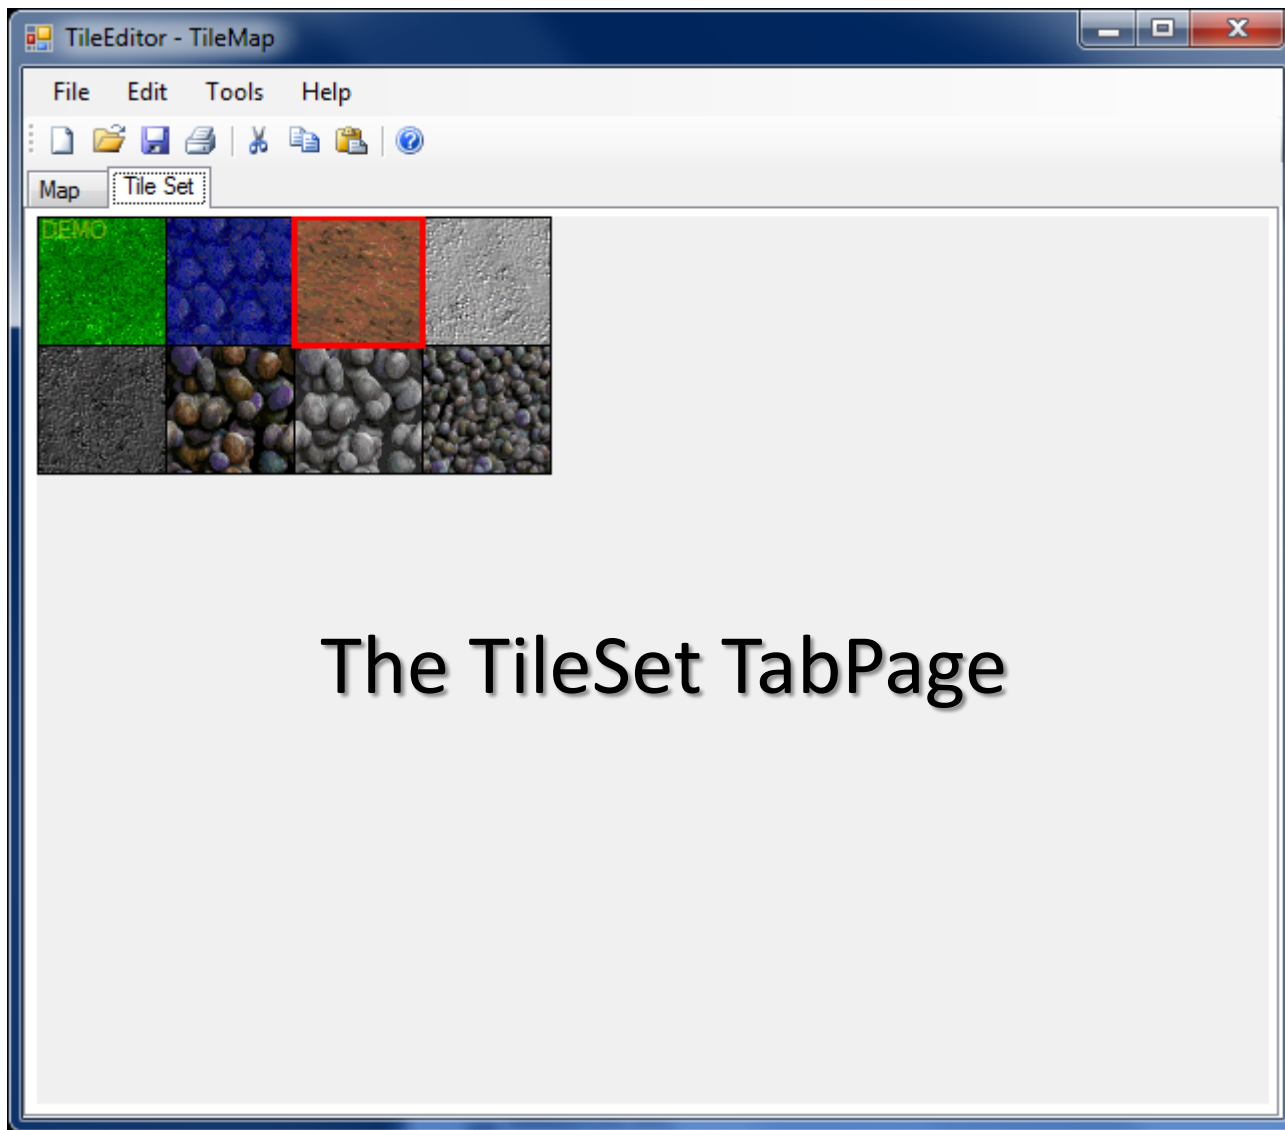 TileEditor - TileMap
File Edit Tools Help
Map Tile Set
DEMO
The TileSet TabPage